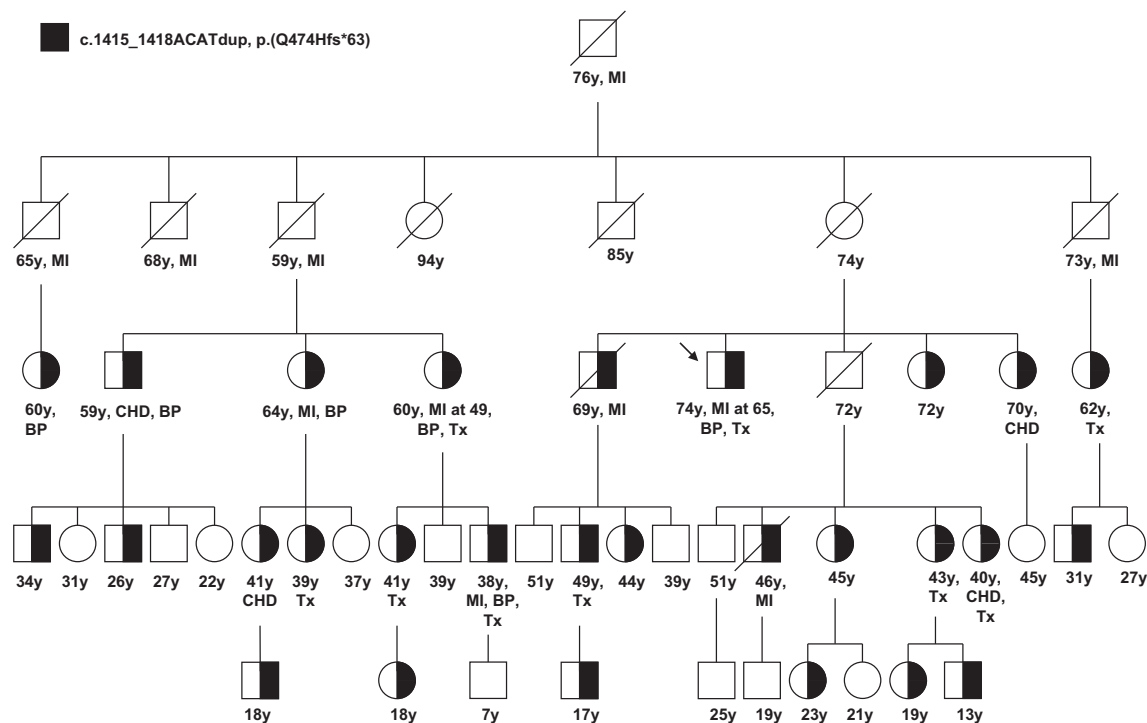 c.1415_1418ACATdup, p.(Q474Hfs*63)
76y, MI
65y, MI
68y, MI
59y, MI
94y
85y
74y
73y, MI
60y,
BP
59y, CHD, BP
64y, MI, BP
60y, MI at 49,
BP, Tx
69y, MI
74y, MI at 65,
BP, Tx
72y
72y
70y,
CHD
62y,
Tx
34y
31y
26y
27y
22y
41y
CHD
39y
Tx
37y
41y
Tx
39y
38y,
MI, BP,
Tx
51y
49y,
Tx
44y
39y
51y
46y,
MI
45y
43y,
Tx
40y,
CHD,
Tx
45y
31y
27y
18y
18y
7y
17y
25y
19y
23y
21y
19y
13y